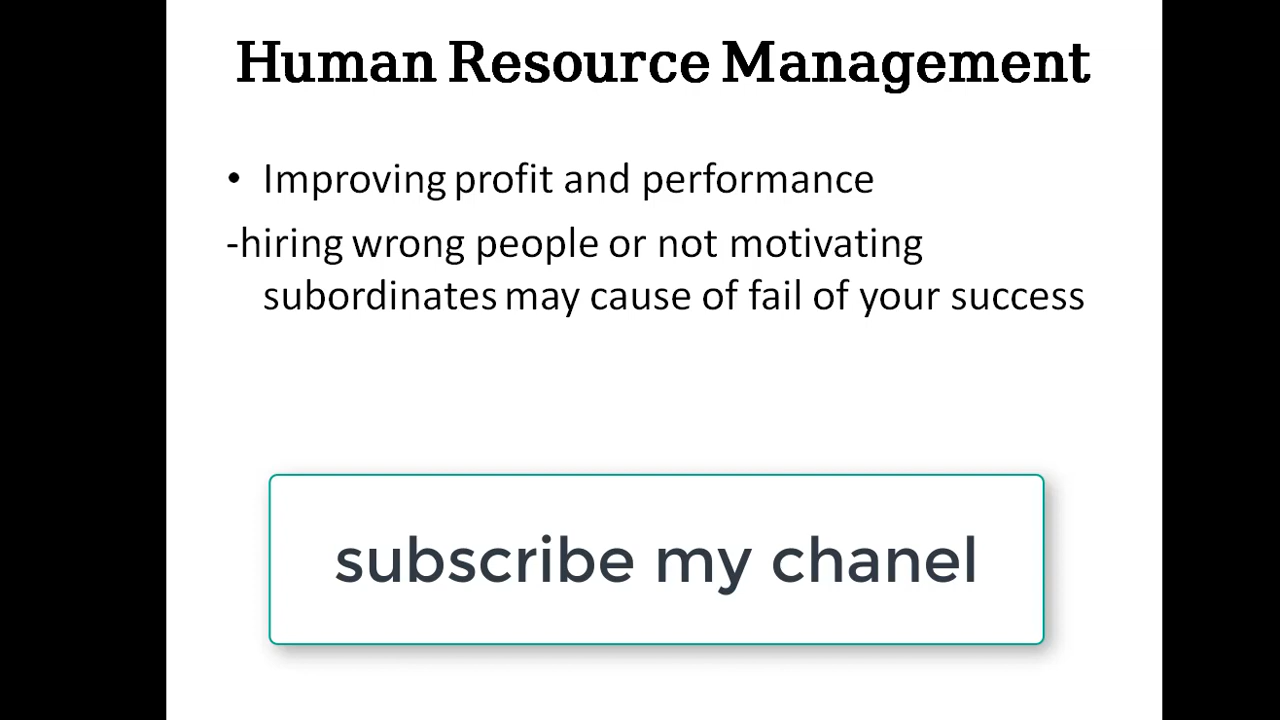 Human Resource Management
• Improving profit and performance
-hiring wrong people or not motivating
subordinates may cause of fail of your success
subscribe my chanel